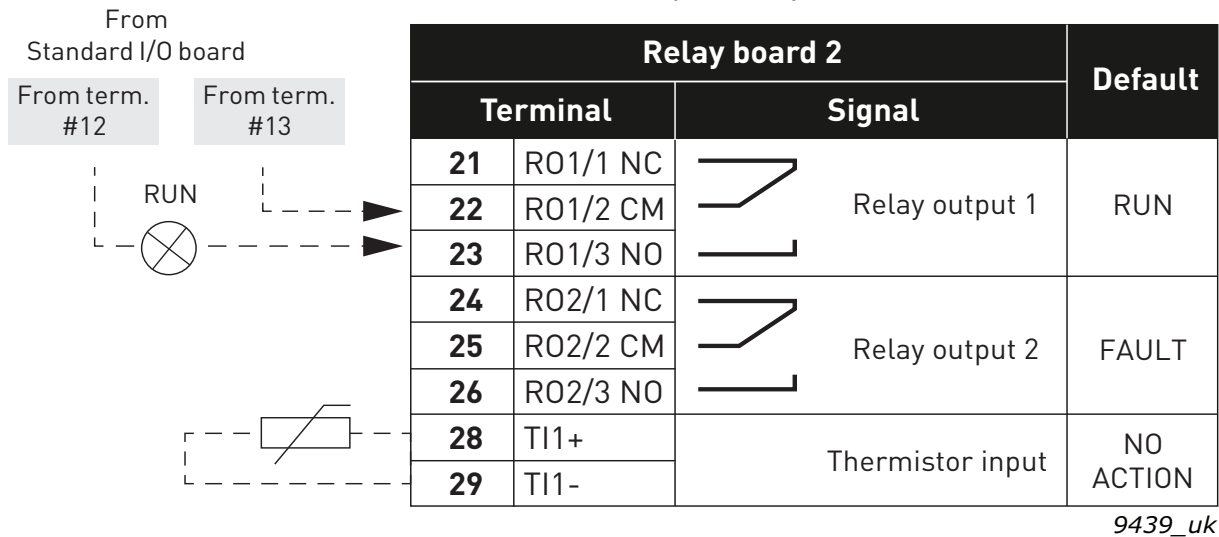 From
Standard I/O board
From term.
#12
From term.
#13
RUN
Relay board 2
Default
Terminal
Signal
21 RO1/1 NC
22 RO1/2 CM
23 RO1/3 NO
Relay output 1
RUN
24 RO2/1 NC
25 RO2/2 CM
26 RO2/3 NO
Relay output 2
FAULT
28 TI1+
29 TI1-
Thermistor input
NO
ACTION
9439_uk